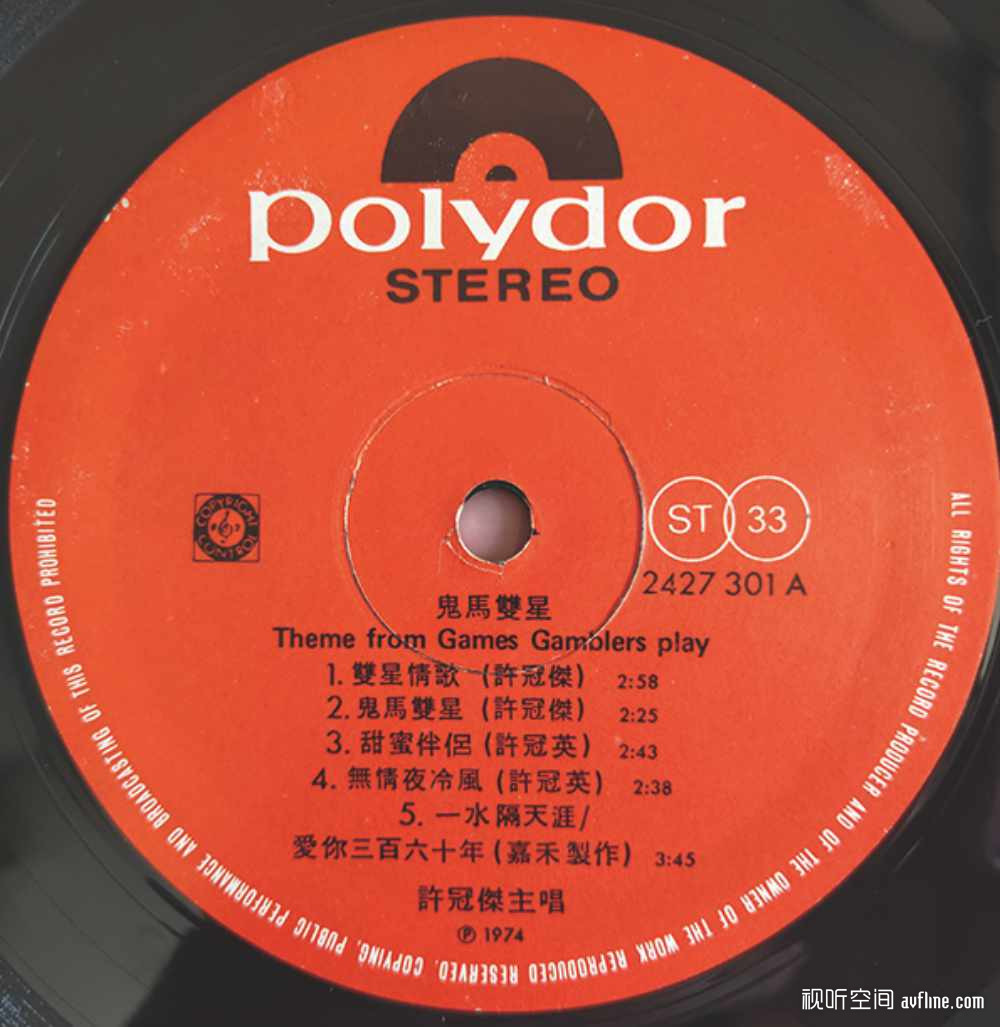 polydor
STEREO
COPYRIGHT
CONTROL
ST 33
2427 301 A
鬼馬雙星
Theme from Games Gamblers play
1. 雙星情歌 (許冠傑) 2:58
2. 鬼馬雙星 (許冠傑) 2:25
3. 甜蜜伴侶 (許冠英) 2:43
4. 無情夜冷風 (許冠英) 2:38
5. 一水隔天涯/
愛你三百六十年 (嘉禾製作) 3:45
許冠傑主唱
℗ 1974
ALL RIGHTS OF THE RECORD PRODUCER AND OF THE OWNER OF THE WORK REPRODUCED RESERVED. COPYING, PUBLIC PERFORMANCE AND BROADCASTING OF THIS RECORD PROHIBITED
视听空间 avfline.com